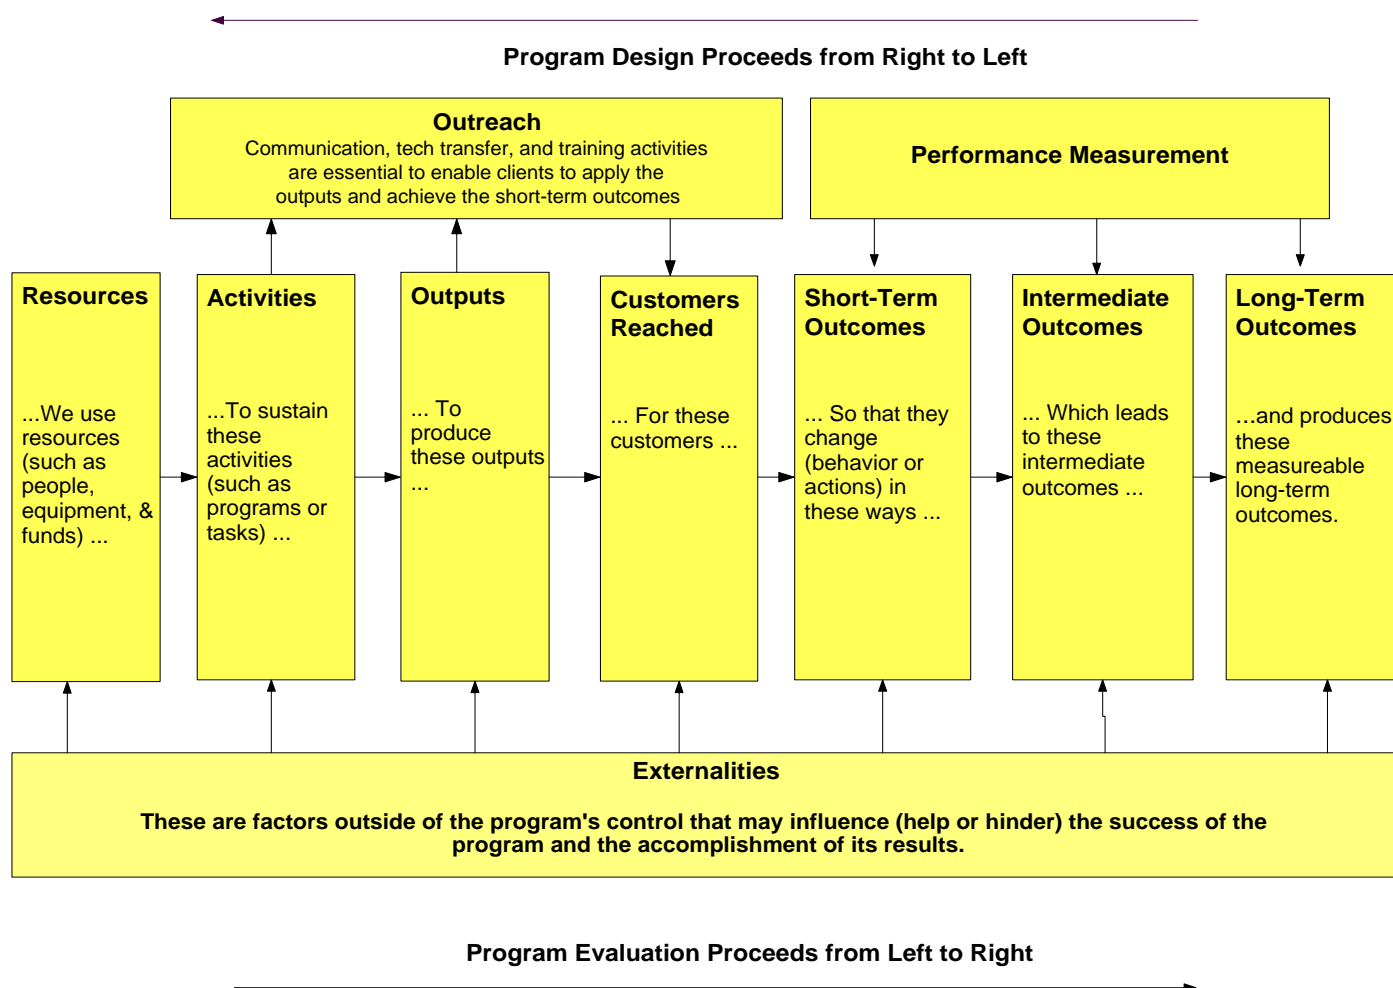 Program Design Proceeds from Right to Left
Outreach
Communication, tech transfer, and training activities
are essential to enable clients to apply the
outputs and achieve the short-term outcomes
Performance Measurement
Resources
...We use
resources
(such as
people,
equipment, &
funds) ...
Activities
...To sustain
these
activities
(such as
programs or
tasks) ...
Outputs
... To
produce
these outputs
...
Customers
Reached
... For these
customers ...
Short-Term
Outcomes
... So that they
change
(behavior or
actions) in
these ways ...
Intermediate
Outcomes
... Which leads
to these
intermediate
outcomes ...
Long-Term
Outcomes
...and produces
these
measureable
long-term
outcomes.
Externalities
These are factors outside of the program's control that may influence (help or hinder) the success of the
program and the accomplishment of its results.
Program Evaluation Proceeds from Left to Right